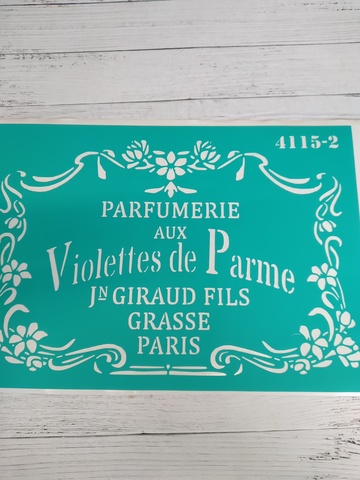 4115-2
PARFUMERIE
AUX
Violettes de Parme
JN GIRAUD FILS
GRASSE
PARIS